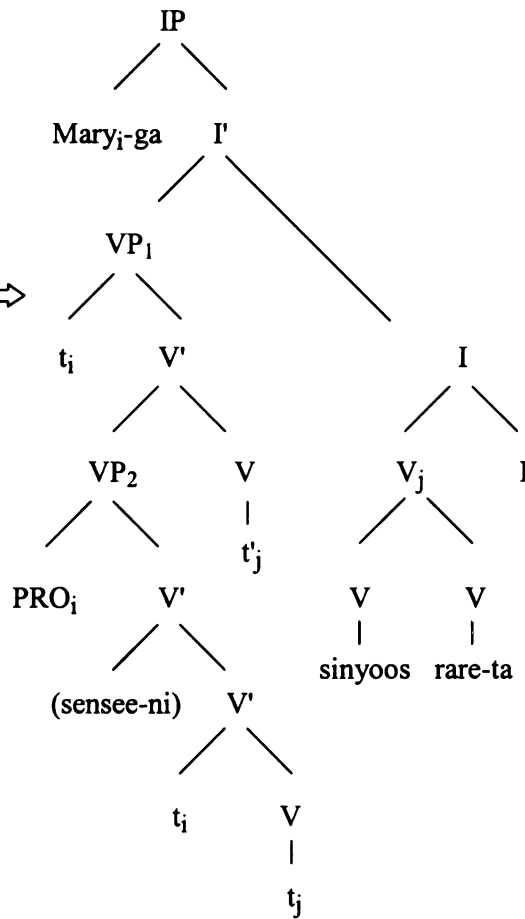 IP
Maryi-ga I'
VP1
ti V' I
VP2 V Vj
t'j
PROi V' V V
sinyoos rare-ta
(sensee-ni) V'
ti V
tj